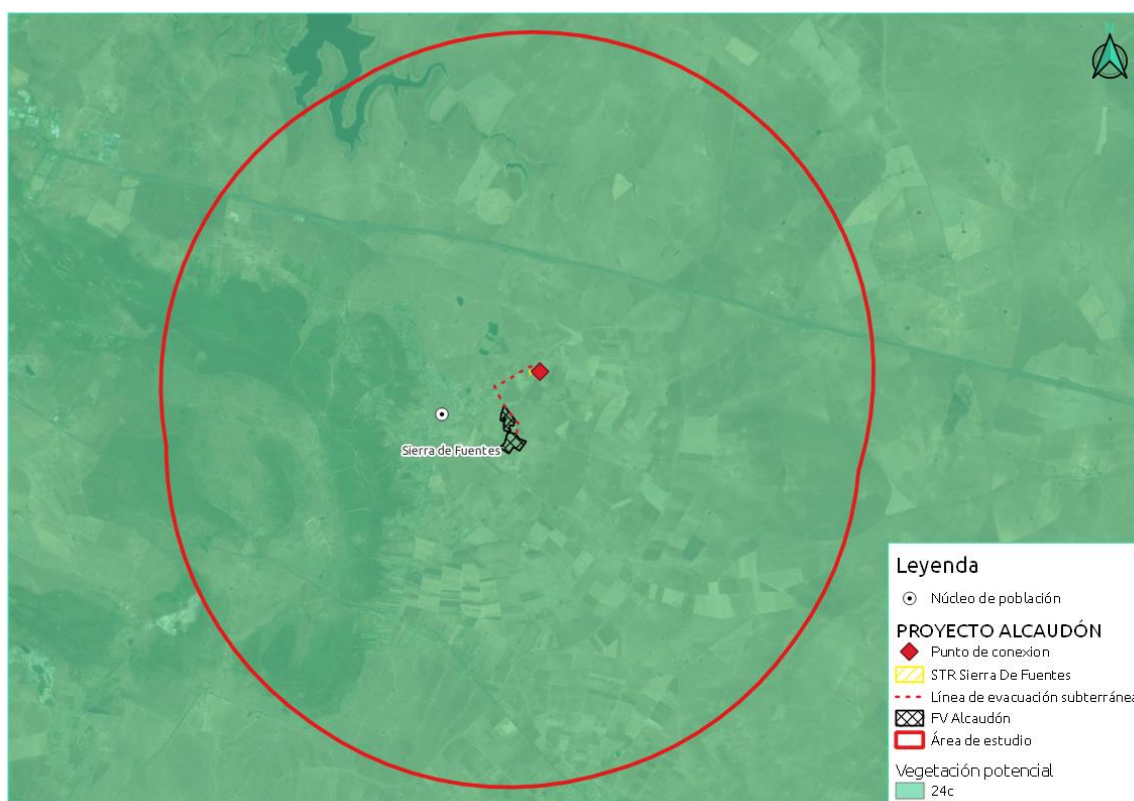 N
Sierra de Fuentes
Leyenda
Núcleo de población
PROYECTO ALCAUDÓN
Punto de conexion
STR Sierra De Fuentes
Línea de evacuación subterránea
FV Alcaudón
Área de estudio
Vegetación potencial
24c